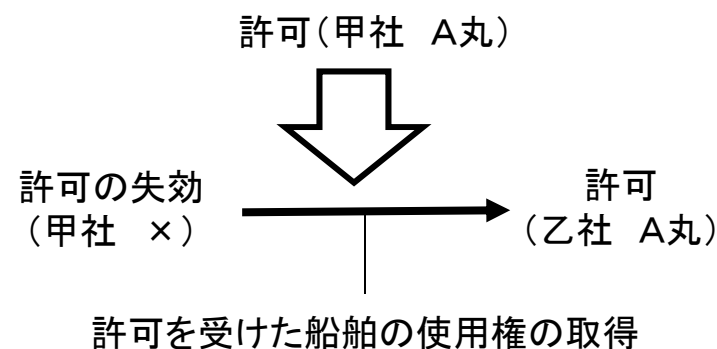 許可（甲社　A丸）
許可の失効
（甲社　×）
許可
（乙社　A丸）
許可を受けた船舶の使用権の取得